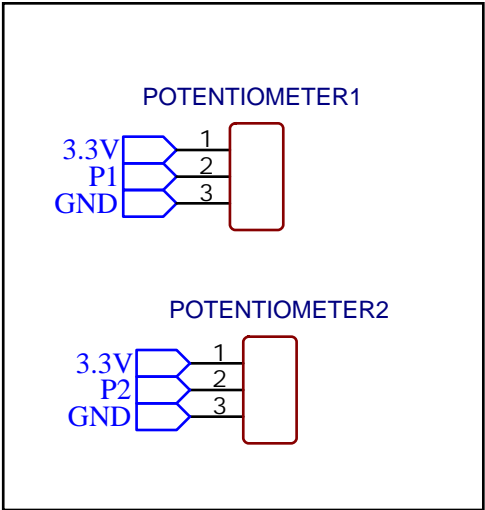 POTENTIOMETER1
3.3V 1
P1 2
GND 3
POTENTIOMETER2
3.3V 1
P2 2
GND 3